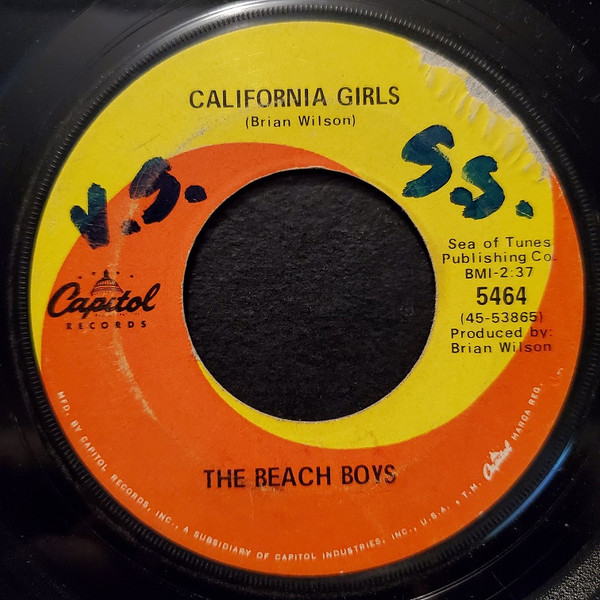 CALIFORNIA GIRLS
(Brian Wilson)
V.S.
S.S.
Sea of Tunes
Publishing Co.
BMI-2:37
5464
(45-53865)
Produced by:
Brian Wilson
Capitol
RECORDS
THE BEACH BOYS
MFD. BY CAPITOL RECORDS, INC., A SUBSIDIARY OF CAPITOL INDUSTRIES, INC., U.S.A. • T.M. Capitol MARCA REG.